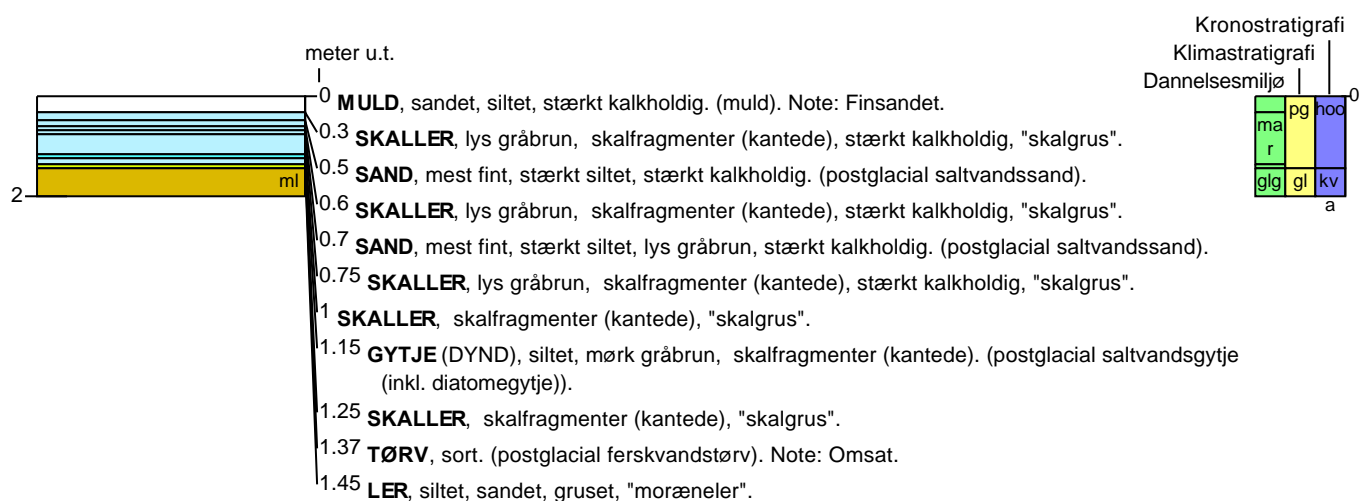 Kronostratigrafi
meter u.t.
Klimastratigrafi
Dannelsesmiljø
0 MULD, sandet, siltet, stærkt kalkholdig. (muld). Note: Finsandet.
0
pg hoo
0.3 SKALLER, lys gråbrun, skalfragmenter (kantede), stærkt kalkholdig, "skalgrus".
ma
r
0.5 SAND, mest fint, stærkt siltet, stærkt kalkholdig. (postglacial saltvandssand).
ml
glg gl kv
2
a
0.6 SKALLER, lys gråbrun, skalfragmenter (kantede), stærkt kalkholdig, "skalgrus".
0.7 SAND, mest fint, stærkt siltet, lys gråbrun, stærkt kalkholdig. (postglacial saltvandssand).
0.75 SKALLER, lys gråbrun, skalfragmenter (kantede), stærkt kalkholdig, "skalgrus".
1 SKALLER, skalfragmenter (kantede), "skalgrus".
1.15 GYTJE (DYND), siltet, mørk gråbrun, skalfragmenter (kantede). (postglacial saltvandsgytje
(inkl. diatomegytje)).
1.25 SKALLER, skalfragmenter (kantede), "skalgrus".
1.37 TØRV, sort. (postglacial ferskvandstørv). Note: Omsat.
1.45 LER, siltet, sandet, gruset, "moræneler".